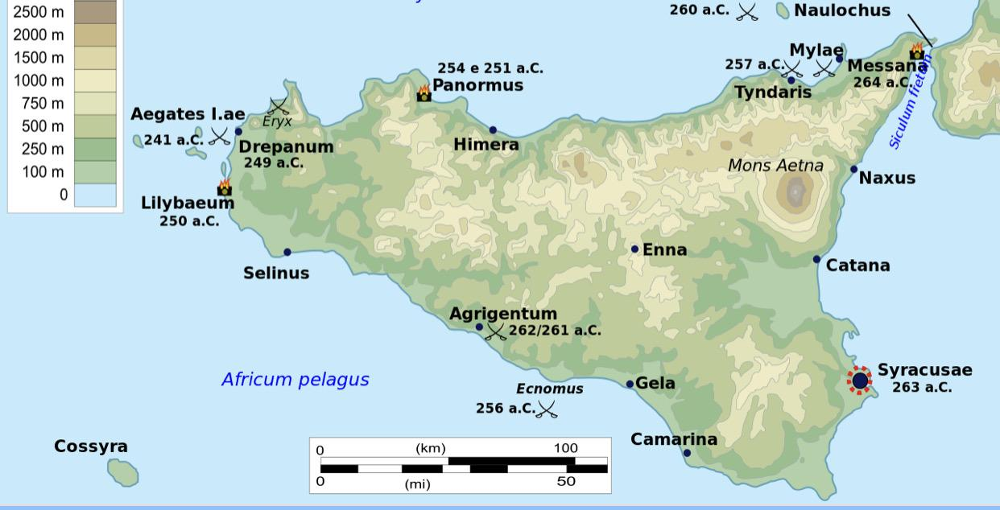 2500 m
2000 m
1500 m
1000 m
750 m
500 m
250 m
100 m
0
260 a.C.
Naulochus
Mylae
257 a.C.
Messana
264 a.C.
Tyndaris
Siculum fretum
254 e 251 a.C.
Panormus
Aegates I.ae
Eryx
241 a.C.
Drepanum
249 a.C.
Himera
Mons Aetna
Naxus
Lilybaeum
250 a.C.
Selinus
Enna
Catana
Agrigentum
262/261 a.C.
Africum pelagus
Ecnomus
256 a.C.
Gela
Syracusae
263 a.C.
Camarina
Cossyra
0 (km) 100
0 (mi) 50